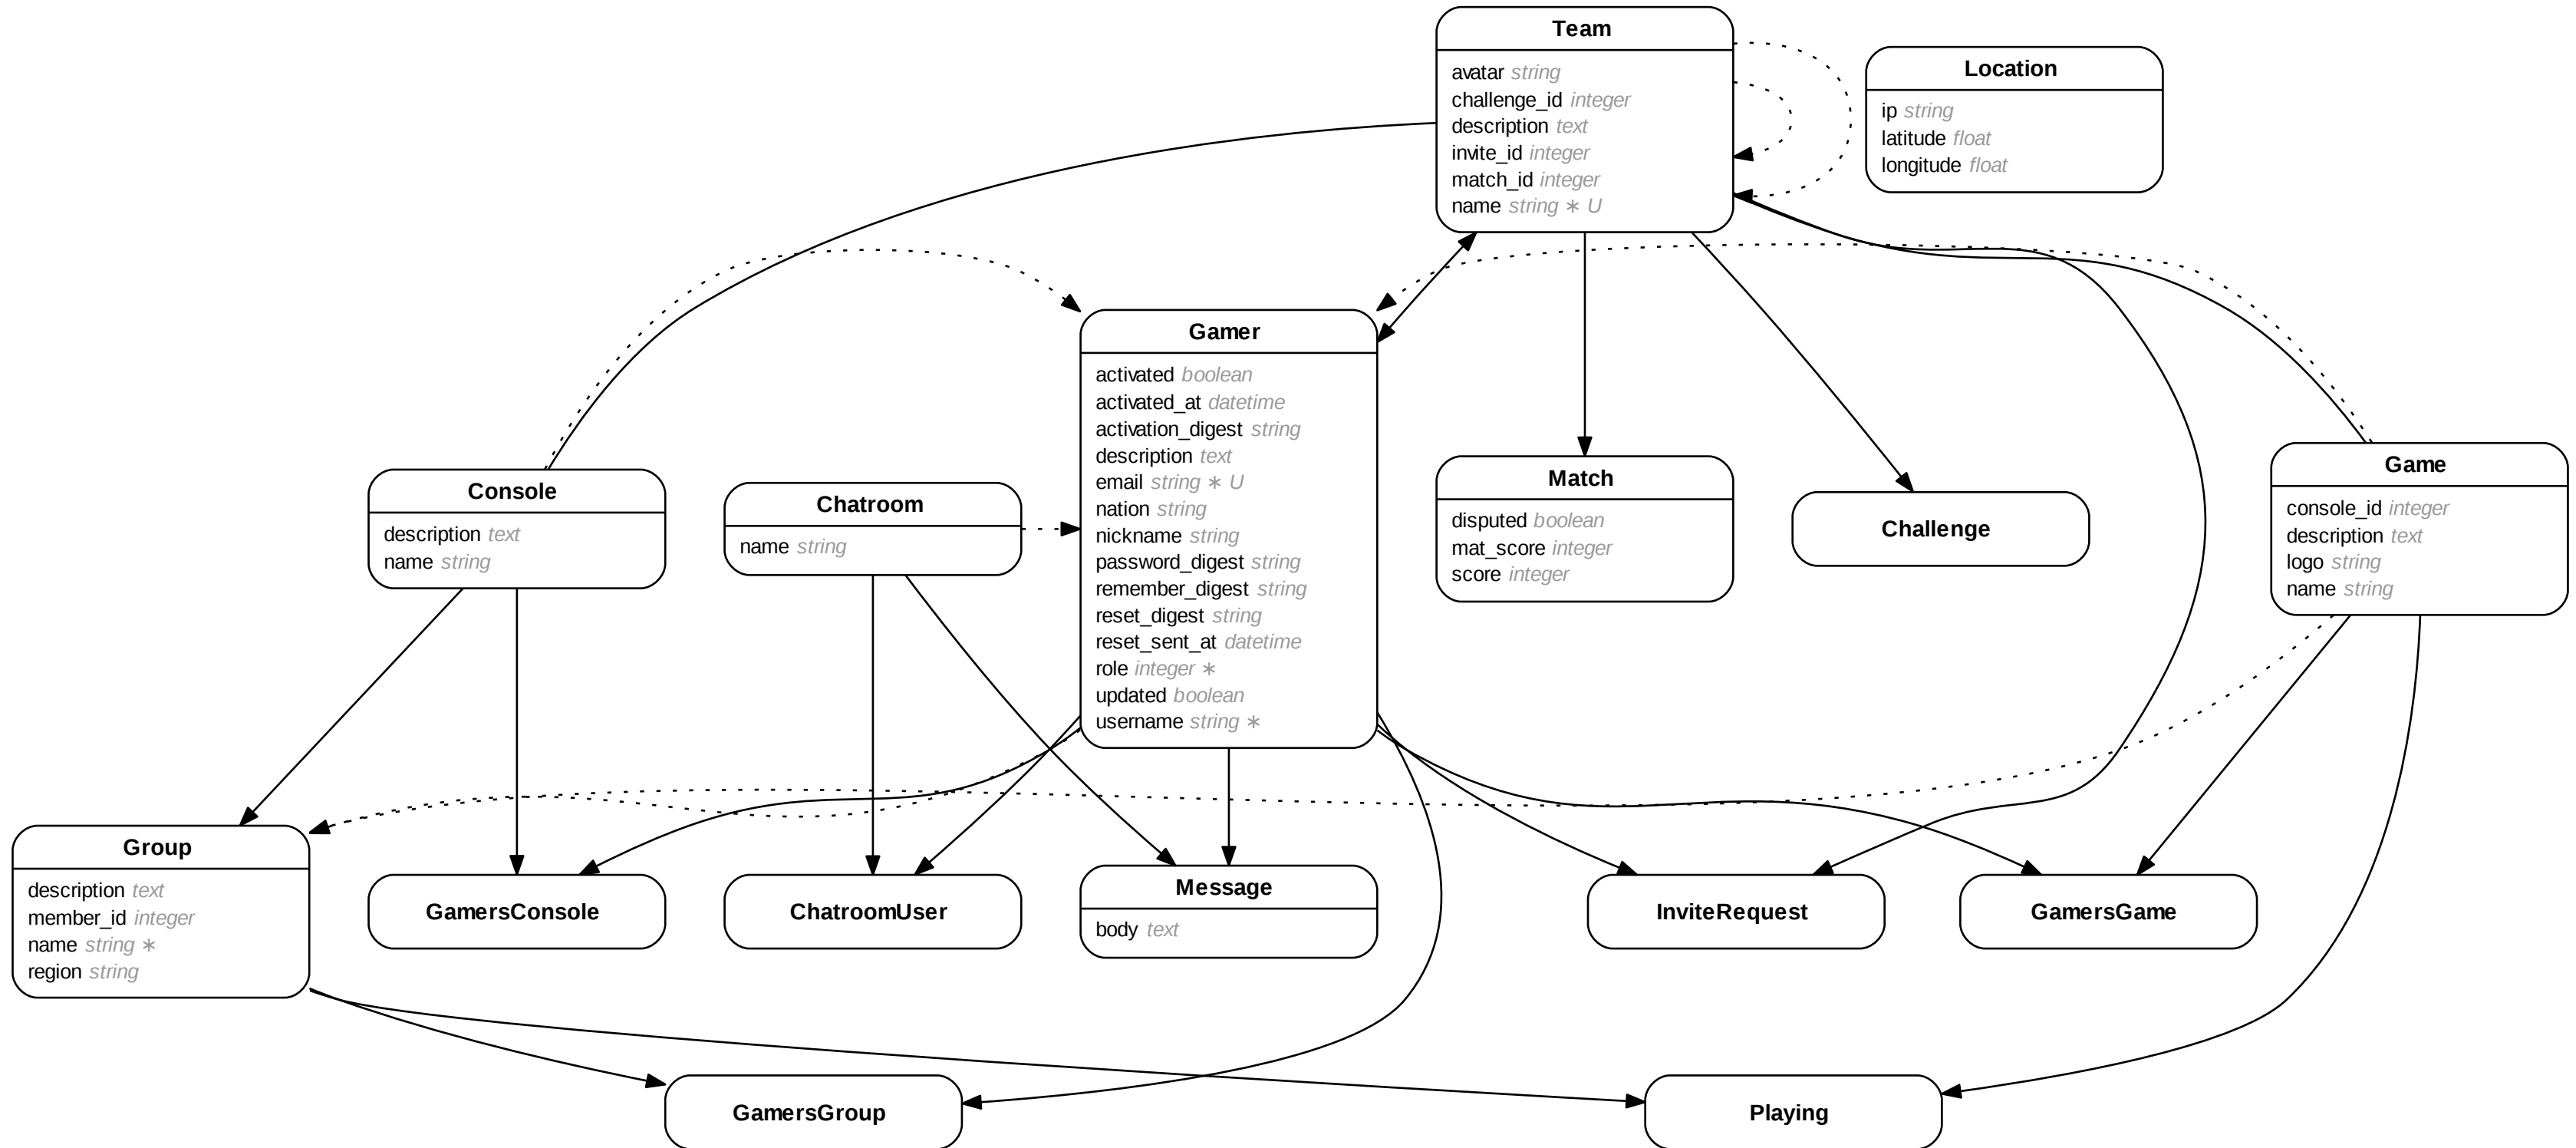 Team
avatar string
challenge_id integer
description text
invite_id integer
match_id integer
name string ∗ U
Location
ip string
latitude float
longitude float
Gamer
activated boolean
activated_at datetime
activation_digest string
description text
email string ∗ U
nation string
nickname string
password_digest string
remember_digest string
reset_digest string
reset_sent_at datetime
role integer ∗
updated boolean
username string ∗
Console
description text
name string
Chatroom
name string
Match
disputed boolean
mat_score integer
score integer
Challenge
Game
console_id integer
description text
logo string
name string
Group
description text
member_id integer
name string ∗
region string
GamersConsole
ChatroomUser
Message
body text
InviteRequest
GamersGame
GamersGroup
Playing